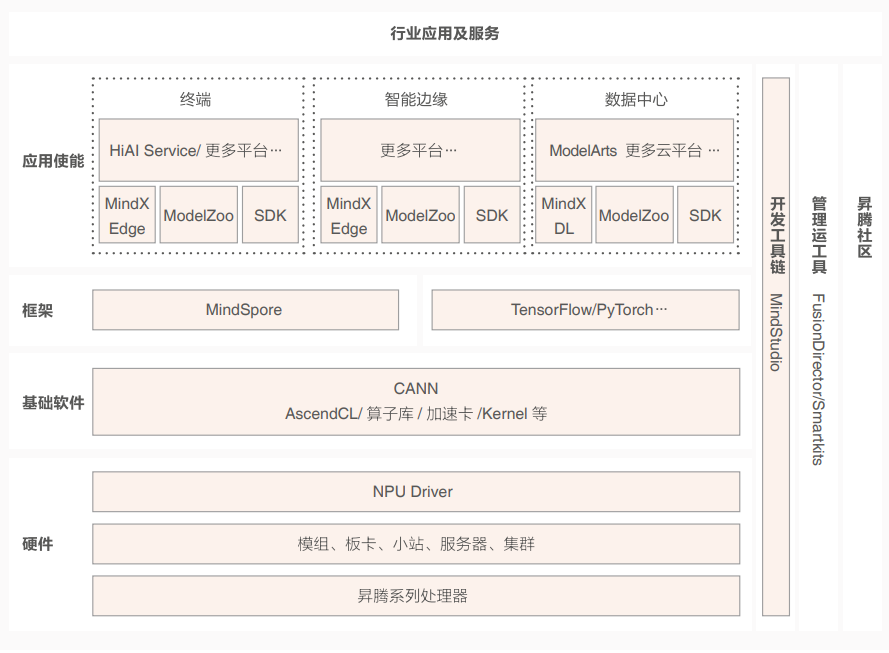 行业应用及服务
应用使能
终端
HiAI Service/ 更多平台…
MindX
Edge
ModelZoo
SDK
智能边缘
更多平台…
MindX
Edge
ModelZoo
SDK
数据中心
ModelArts 更多云平台 …
MindX
DL
ModelZoo
SDK
框架
MindSpore
TensorFlow/PyTorch…
基础软件
CANN
AscendCL/ 算子库 / 加速卡 /Kernel 等
硬件
NPU Driver
模组、板卡、小站、服务器、集群
昇腾系列处理器
开发工具链 MindStudio
管理运工具 FusionDirector/Smartkits
昇腾社区